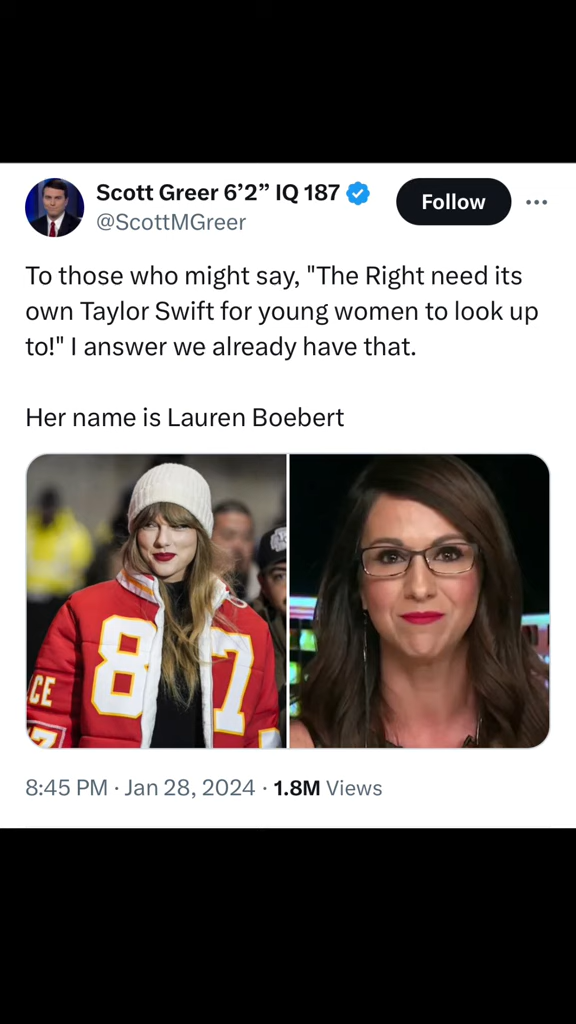 Scott Greer 6’2” IQ 187
Follow
@ScottMGreer
To those who might say, "The Right need its
own Taylor Swift for young women to look up
to!" I answer we already have that.
Her name is Lauren Boebert
87
CE
8:45 PM · Jan 28, 2024 · 1.8M Views